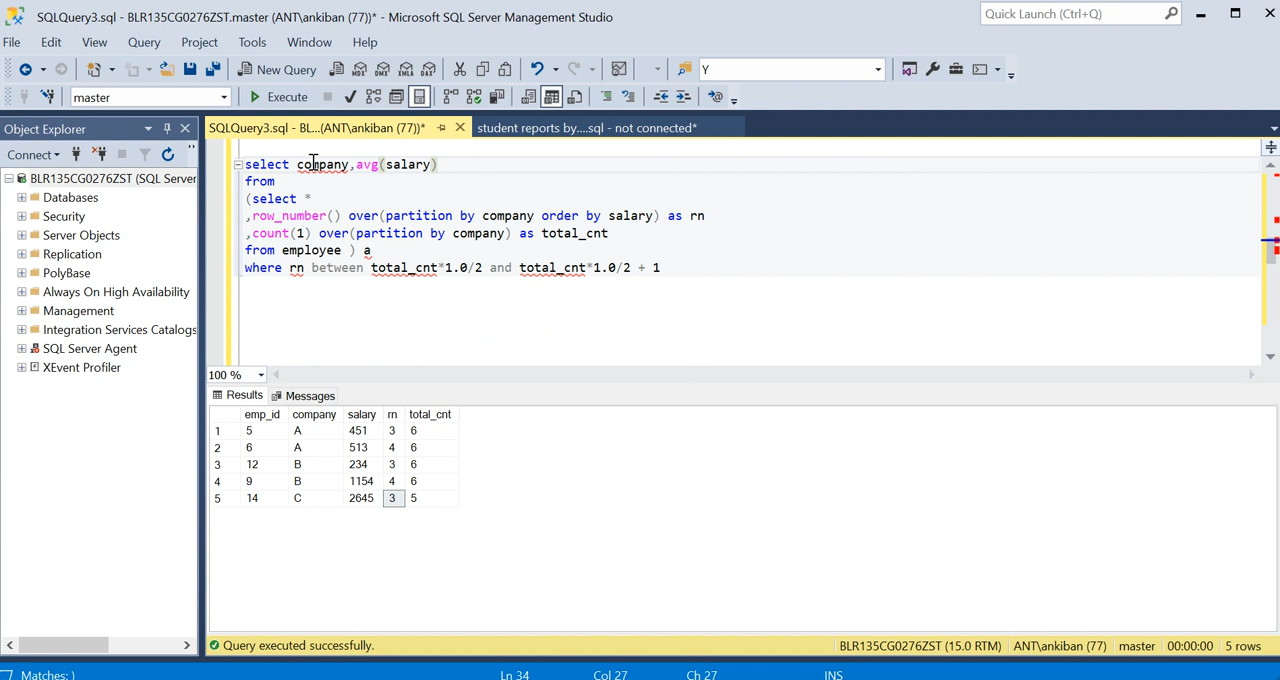 SQLQuery3.sql - BLR135CG0276ZST.master (ANT\ankiban (77))* - Microsoft SQL Server Management Studio
Quick Launch (Ctrl+Q)
File Edit View Query Project Tools Window Help
New Query MDX DMX XMLA DAX Y
master Execute
Object Explorer
SQLQuery3.sql - BL...(ANT\ankiban (77))* student reports by....sql - not connected*
Connect
BLR135CG0276ZST (SQL Server
Databases
Security
Server Objects
Replication
PolyBase
Always On High Availability
Management
Integration Services Catalogs
SQL Server Agent
XEvent Profiler
select company,avg(salary)
from
(select *
,row_number() over(partition by company order by salary) as rn
,count(1) over(partition by company) as total_cnt
from employee ) a
where rn between total_cnt*1.0/2 and total_cnt*1.0/2 + 1
100 %
Results Messages
emp_id company salary rn total_cnt
1 5 A 451 3 6
2 6 A 513 4 6
3 12 B 234 3 6
4 9 B 1154 4 6
5 14 C 2645 3 5
Query executed successfully. BLR135CG0276ZST (15.0 RTM) ANT\ankiban (77) master 00:00:00 5 rows
Matches: ) Ln 34 Col 27 Ch 27 INS